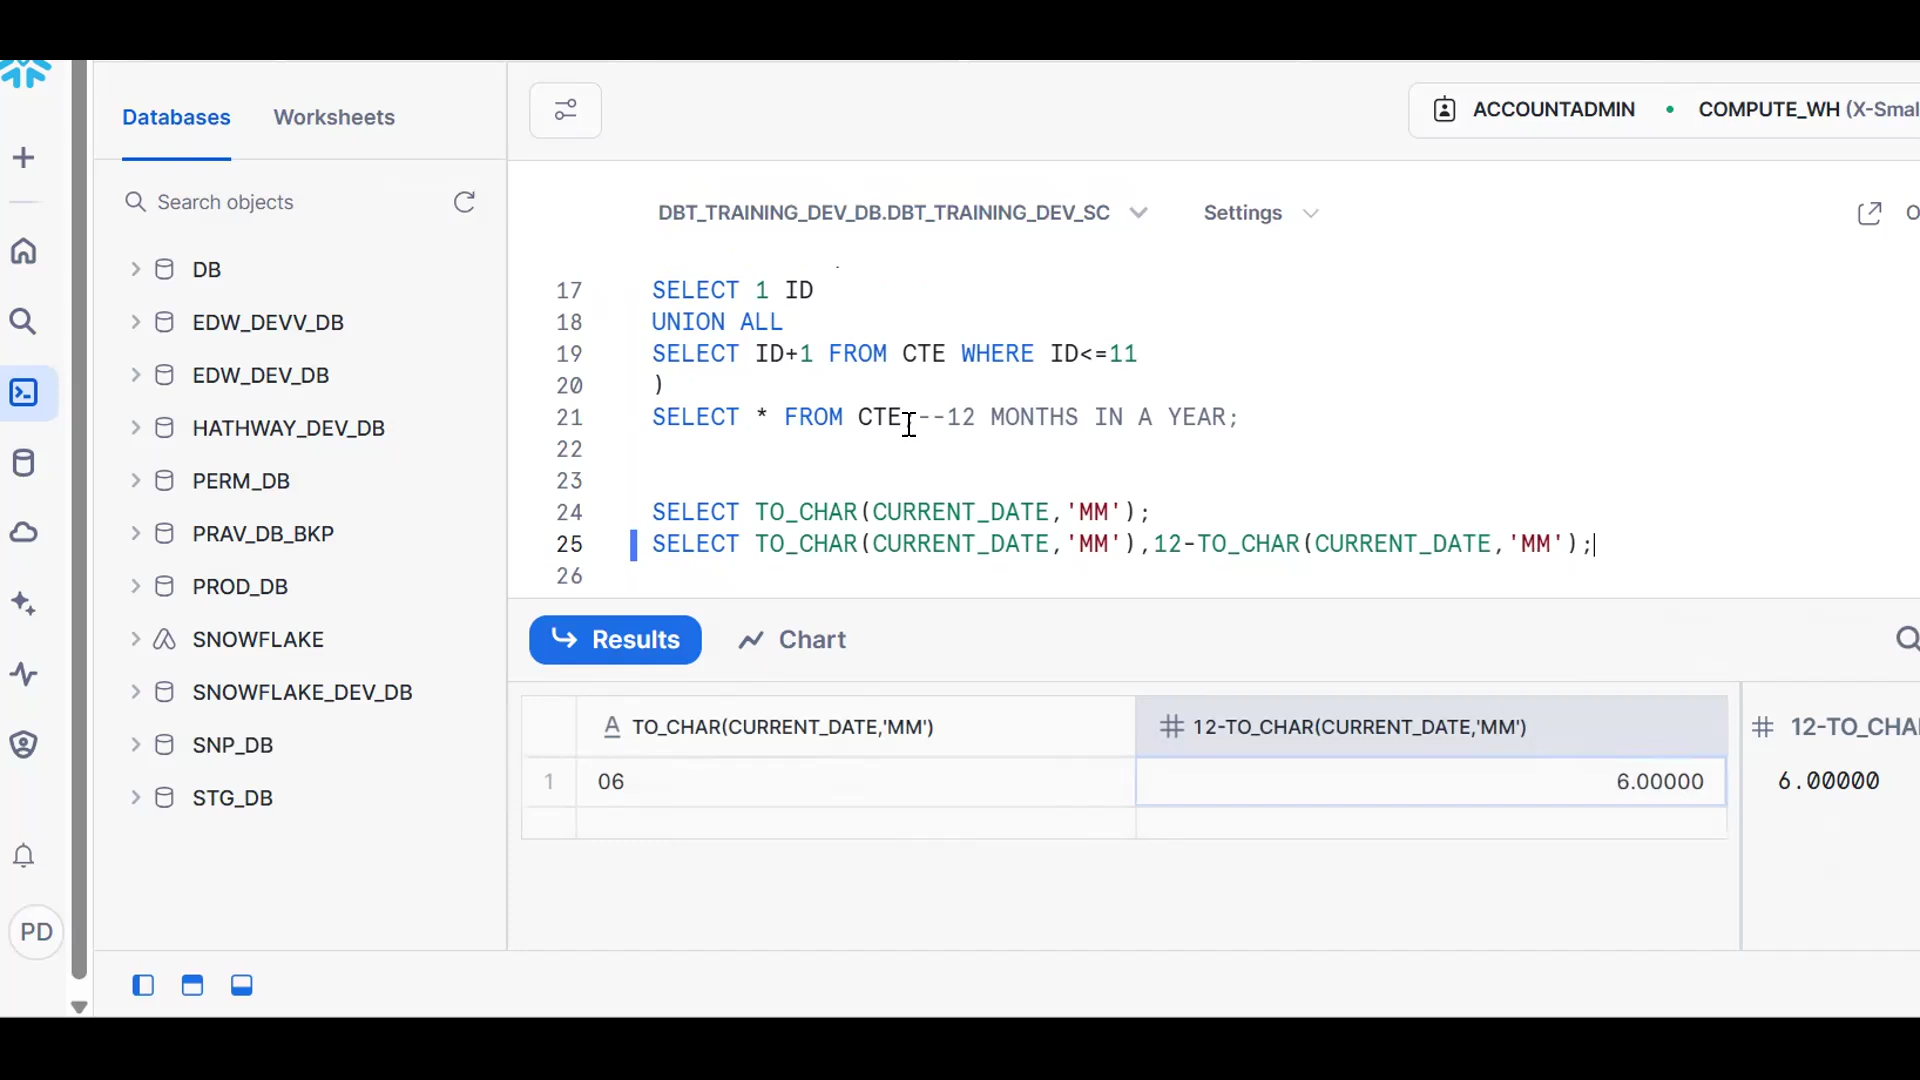 Databases
Worksheets
ACCOUNTADMIN
COMPUTE_WH (X-Smal
Search objects
DBT_TRAINING_DEV_DB.DBT_TRAINING_DEV_SC
Settings
DB
EDW_DEVV_DB
EDW_DEV_DB
HATHWAY_DEV_DB
PERM_DB
PRAV_DB_BKP
PROD_DB
SNOWFLAKE
SNOWFLAKE_DEV_DB
SNP_DB
STG_DB
PD
17 SELECT 1 ID
18 UNION ALL
19 SELECT ID+1 FROM CTE WHERE ID<=11
20 )
21 SELECT * FROM CTE --12 MONTHS IN A YEAR;
22
23
24 SELECT TO_CHAR(CURRENT_DATE,'MM');
25 SELECT TO_CHAR(CURRENT_DATE,'MM'),12-TO_CHAR(CURRENT_DATE,'MM');
26
Results
Chart
TO_CHAR(CURRENT_DATE,'MM')
12-TO_CHAR(CURRENT_DATE,'MM')
12-TO_CHA
1 06 6.00000
6.00000